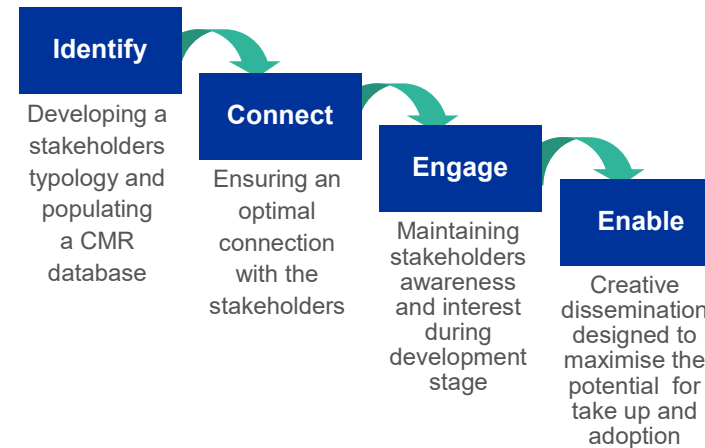 Identify
Developing a
stakeholders
typology and
populating
a CMR
database
Connect
Ensuring an
optimal
connection
with the
stakeholders
Engage
Maintaining
stakeholders
awareness
and interest
during
development
stage
Enable
Creative
dissemination
designed to
maximise the
potential for
take up and
adoption